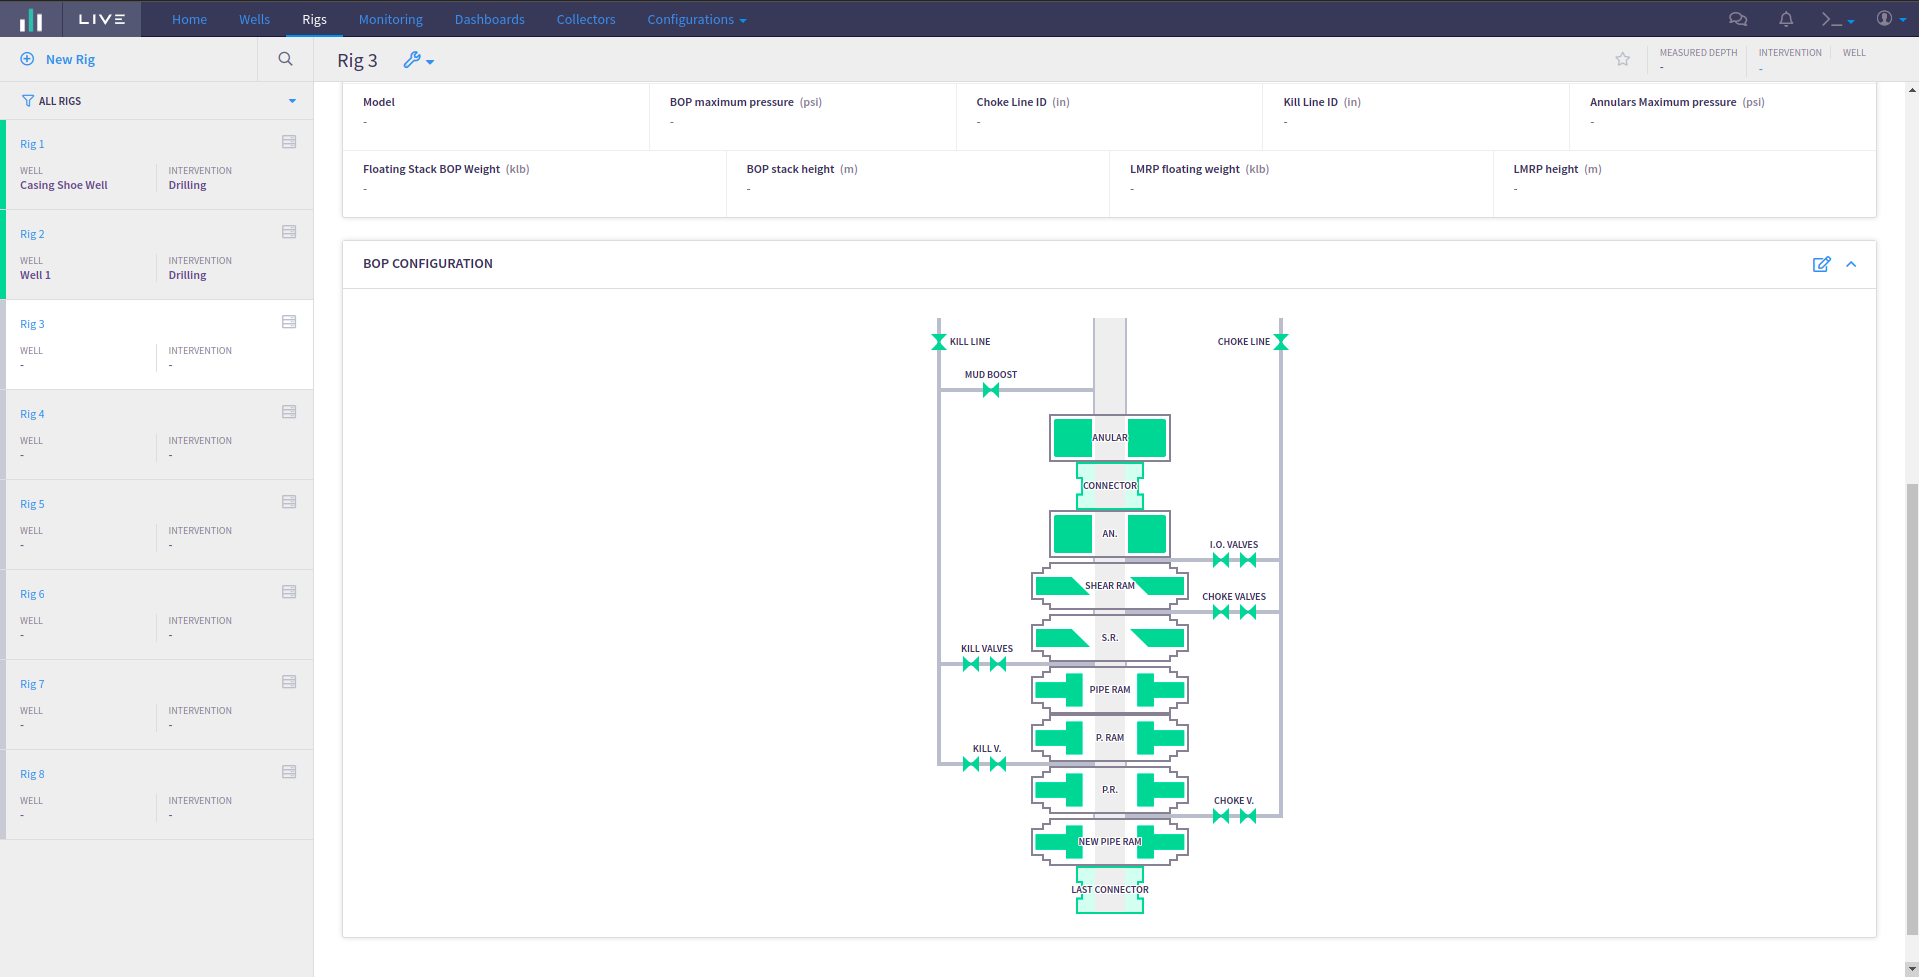 LIVE
Home Wells Rigs Monitoring Dashboards Collectors Configurations
New Rig
Rig 3
MEASURED DEPTH INTERVENTION WELL
- -
ALL RIGS
Rig 1
WELL INTERVENTION
Casing Shoe Well Drilling
Rig 2
WELL INTERVENTION
Well 1 Drilling
Rig 3
WELL INTERVENTION
- -
Rig 4
WELL INTERVENTION
- -
Rig 5
WELL INTERVENTION
- -
Rig 6
WELL INTERVENTION
- -
Rig 7
WELL INTERVENTION
- -
Rig 8
WELL INTERVENTION
- -
Model BOP maximum pressure (psi) Choke Line ID (in) Kill Line ID (in) Annulars Maximum pressure (psi)
- - - - -
Floating Stack BOP Weight (klb) BOP stack height (m) LMRP floating weight (klb) LMRP height (m)
- - - -
BOP CONFIGURATION
KILL LINE CHOKE LINE
MUD BOOST
ANULAR
CONNECTOR
AN.
I.O. VALVES
SHEAR RAM
CHOKE VALVES
S.R.
KILL VALVES
PIPE RAM
P. RAM
KILL V.
P.R.
CHOKE V.
NEW PIPE RAM
LAST CONNECTOR